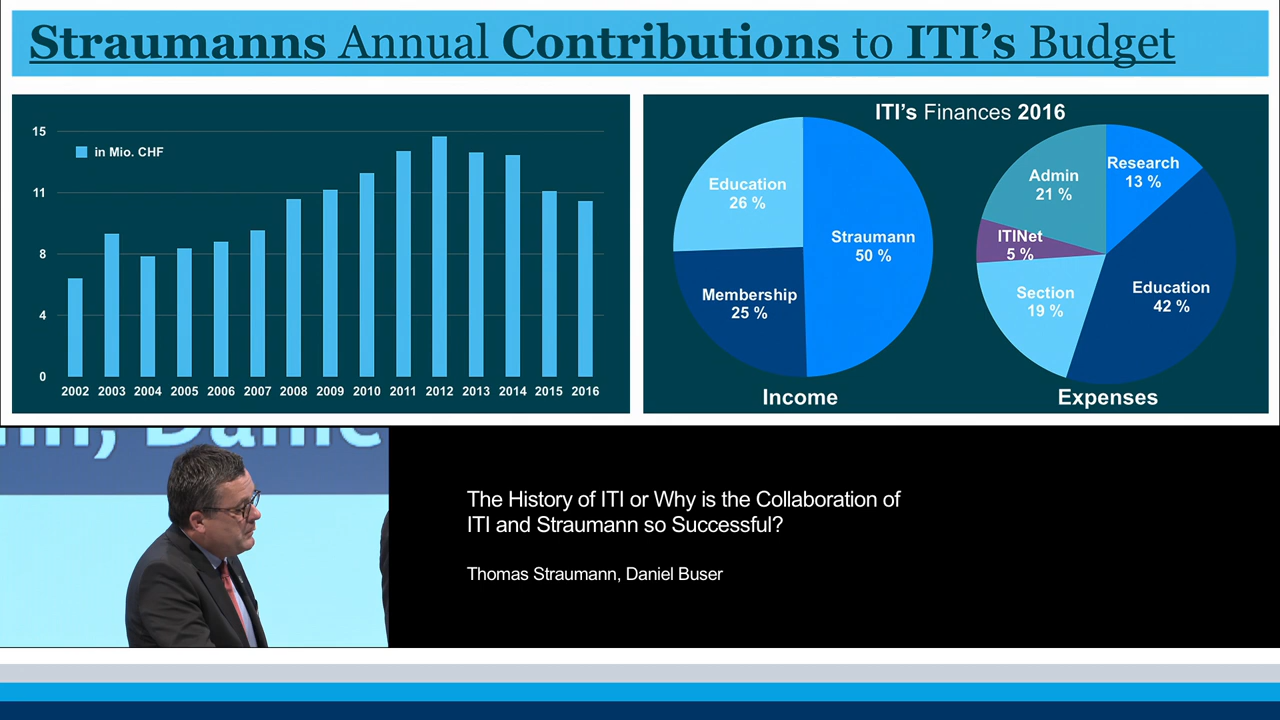 Straumanns Annual Contributions to ITI's Budget
15
11
8
4
0
in Mio. CHF
2002 2003 2004 2005 2006 2007 2008 2009 2010 2011 2012 2013 2014 2015 2016
ITI's Finances 2016
Education
26 %
Straumann
50 %
Membership
25 %
Income
Research
13 %
Admin
21 %
ITINet
5 %
Section
19 %
Education
42 %
Expenses
The History of ITI or Why is the Collaboration of
ITI and Straumann so Successful?
Thomas Straumann, Daniel Buser